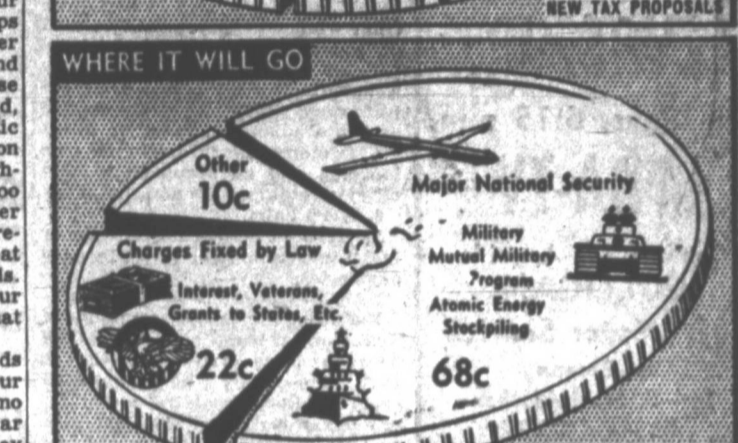 NEW TAX PROPOSALS
WHERE IT WILL GO
Other
10c
Major National Security
Military
Mutual Military
Program
Atomic Energy
Stockpiling
68c
Charges Fixed by Law
Interest, Veterans,
Grants to States, Etc.
22c